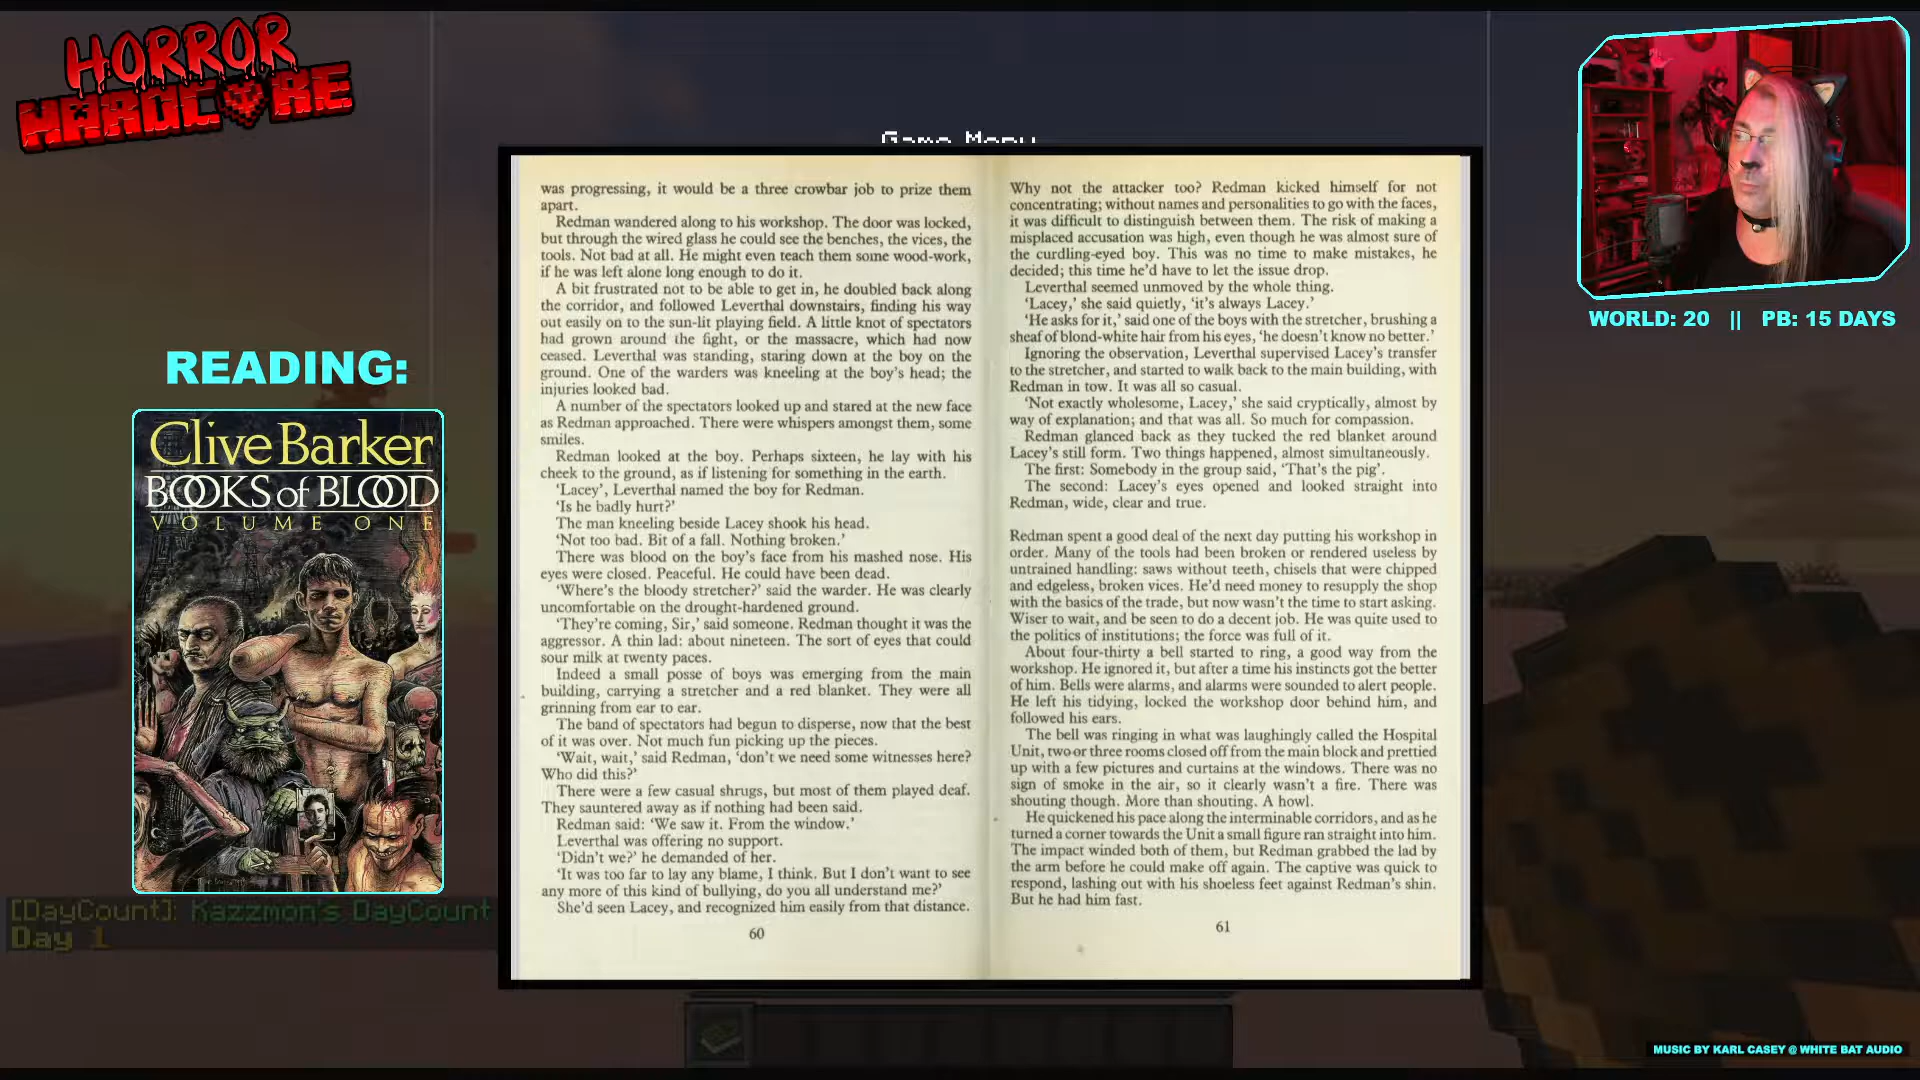 HORROR
HARDCORE
Game Menu
WORLD: 20 || PB: 15 DAYS
READING:
Clive Barker
BOOKS of BLOOD
VOLUME ONE
[DayCount]: Kazzmon's DayCount
Day 1
was progressing, it would be a three crowbar job to prize them
apart.
Redman wandered along to his workshop. The door was locked,
but through the wired glass he could see the benches, the vices, the
tools. Not bad at all. He might even teach them some wood-work,
if he was left alone long enough to do it.
A bit frustrated not to be able to get in, he doubled back along
the corridor, and followed Leverthal downstairs, finding his way
out easily on to the sun-lit playing field. A little knot of spectators
had grown around the fight, or the massacre, which had now
ceased. Leverthal was standing, staring down at the boy on the
ground. One of the warders was kneeling at the boy's head; the
injuries looked bad.
A number of the spectators looked up and stared at the new face
as Redman approached. There were whispers amongst them, some
smiles.
Redman looked at the boy. Perhaps sixteen, he lay with his
cheek to the ground, as if listening for something in the earth.
'Lacey', Leverthal named the boy for Redman.
'Is he badly hurt?'
The man kneeling beside Lacey shook his head.
'Not too bad. Bit of a fall. Nothing broken.'
There was blood on the boy's face from his mashed nose. His
eyes were closed. Peaceful. He could have been dead.
'Where's the bloody stretcher?' said the warder. He was clearly
uncomfortable on the drought-hardened ground.
'They're coming, Sir,' said someone. Redman thought it was the
aggressor. A thin lad: about nineteen. The sort of eyes that could
sour milk at twenty paces.
Indeed a small posse of boys was emerging from the main
building, carrying a stretcher and a red blanket. They were all
grinning from ear to ear.
The band of spectators had begun to disperse, now that the best
of it was over. Not much fun picking up the pieces.
'Wait, wait,' said Redman, 'don't we need some witnesses here?
Who did this?'
There were a few casual shrugs, but most of them played deaf.
They sauntered away as if nothing had been said.
Redman said: 'We saw it. From the window.'
Leverthal was offering no support.
'Didn't we?' he demanded of her.
'It was too far to lay any blame, I think. But I don't want to see
any more of this kind of bullying, do you all understand me?'
She'd seen Lacey, and recognized him easily from that distance.
60
Why not the attacker too? Redman kicked himself for not
concentrating; without names and personalities to go with the faces,
it was difficult to distinguish between them. The risk of making a
misplaced accusation was high, even though he was almost sure of
the curdling-eyed boy. This was no time to make mistakes, he
decided; this time he'd have to let the issue drop.
Leverthal seemed unmoved by the whole thing.
'Lacey,' she said quietly, 'it's always Lacey.'
'He asks for it,' said one of the boys with the stretcher, brushing a
sheaf of blond-white hair from his eyes, 'he doesn't know no better.'
Ignoring the observation, Leverthal supervised Lacey's transfer
to the stretcher, and started to walk back to the main building, with
Redman in tow. It was all so casual.
'Not exactly wholesome, Lacey,' she said cryptically, almost by
way of explanation; and that was all. So much for compassion.
Redman glanced back as they tucked the red blanket around
Lacey's still form. Two things happened, almost simultaneously.
The first: Somebody in the group said, 'That's the pig'.
The second: Lacey's eyes opened and looked straight into
Redman, wide, clear and true.
Redman spent a good deal of the next day putting his workshop in
order. Many of the tools had been broken or rendered useless by
untrained handling: saws without teeth, chisels that were chipped
and edgeless, broken vices. He'd need money to resupply the shop
with the basics of the trade, but now wasn't the time to start asking.
Wiser to wait, and be seen to do a decent job. He was quite used to
the politics of institutions; the force was full of it.
About four-thirty a bell started to ring, a good way from the
workshop. He ignored it, but after a time his instincts got the better
of him. Bells were alarms, and alarms were sounded to alert people.
He left his tidying, locked the workshop door behind him, and
followed his ears.
The bell was ringing in what was laughingly called the Hospital
Unit, two or three rooms closed off from the main block and prettied
up with a few pictures and curtains at the windows. There was no
sign of smoke in the air, so it clearly wasn't a fire. There was
shouting though. More than shouting. A howl.
He quickened his pace along the interminable corridors, and as he
turned a corner towards the Unit a small figure ran straight into him.
The impact winded both of them, but Redman grabbed the lad by
the arm before he could make off again. The captive was quick to
respond, lashing out with his shoeless feet against Redman's shin.
But he had him fast.
61
MUSIC BY KARL CASEY @ WHITE BAT AUDIO